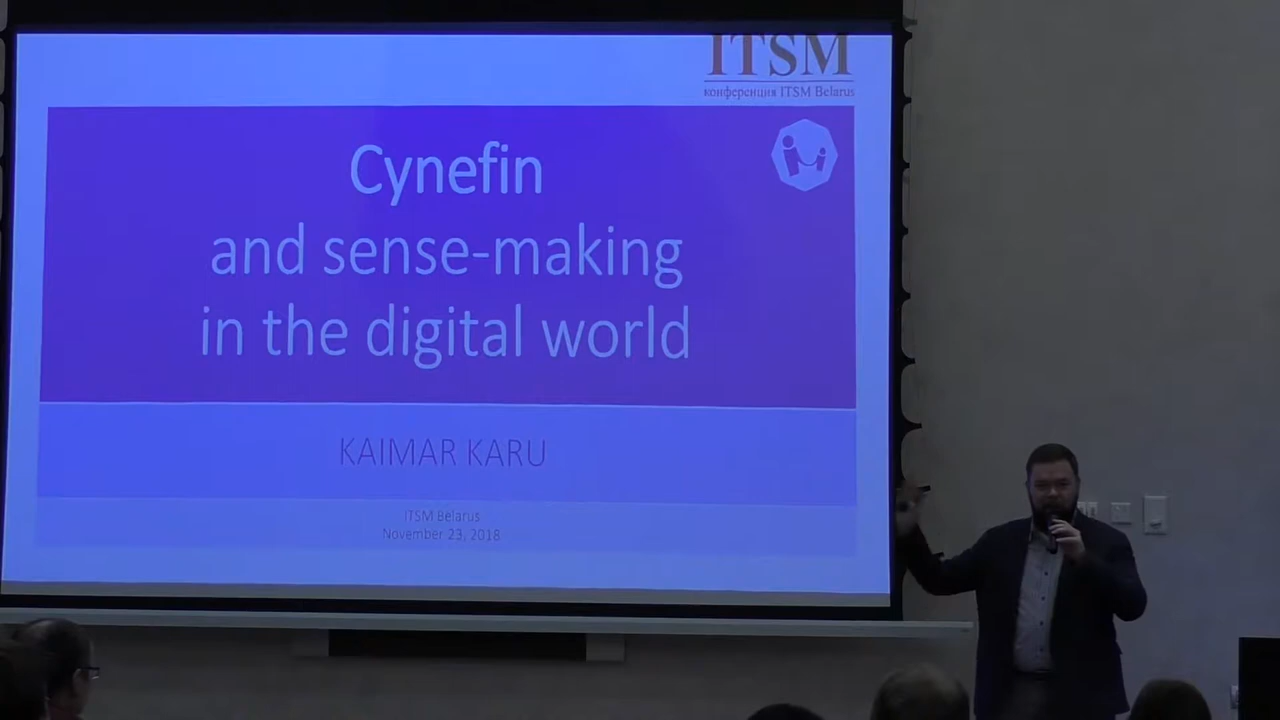 ITSM
конференция ITSM Belarus
Cynefin
and sense-making
in the digital world
KAIMAR KARU
ITSM Belarus
November 23, 2018